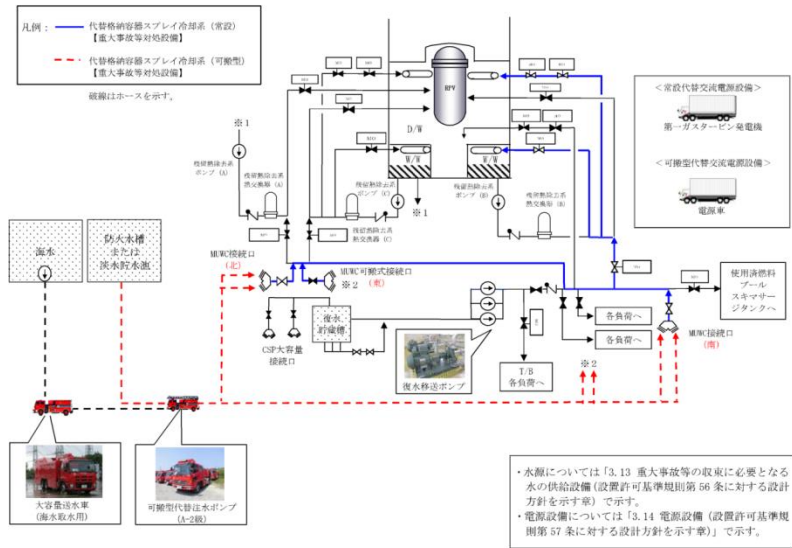 凡例：
代替格納容器スプレイ冷却系（常設）
【重大事故等対処設備】
代替格納容器スプレイ冷却系（可搬型）
【重大事故等対処設備】
破線はホースを示す。
RPV
D/W
W/W
W/W
※1
※1
残留熱除去系
ポンプ（A）
残留熱除去系
熱交換器（A）
残留熱除去系
ポンプ（C）
残留熱除去系
熱交換器（C）
残留熱除去系
ポンプ（B）
残留熱除去系
熱交換器（B）
＜常設代替交流電源設備＞
第一ガスタービン発電機
＜可搬型代替交流電源設備＞
電源車
海水
防火水槽
または
淡水貯水池
MUWC接続口
（北）
MUWC可搬式接続口
※2（東）
復水
貯蔵槽
CSP大容量
接続口
復水移送ポンプ
T/B
各負荷へ
各負荷へ
各負荷へ
※2
MUWC接続口
（南）
使用済燃料
プール
スキマサー
ジタンクへ
大容量送水車
（海水取水用）
可搬型代替注水ポンプ
（A-2級）
・水源については「3.13 重大事故等の収束に必要となる
水の供給設備（設置許可基準規則第56条に対する設計
方針を示す章）で示す。
・電源設備については「3.14 電源設備（設置許可基準規
則第57条に対する設計方針を示す章）」で示す。